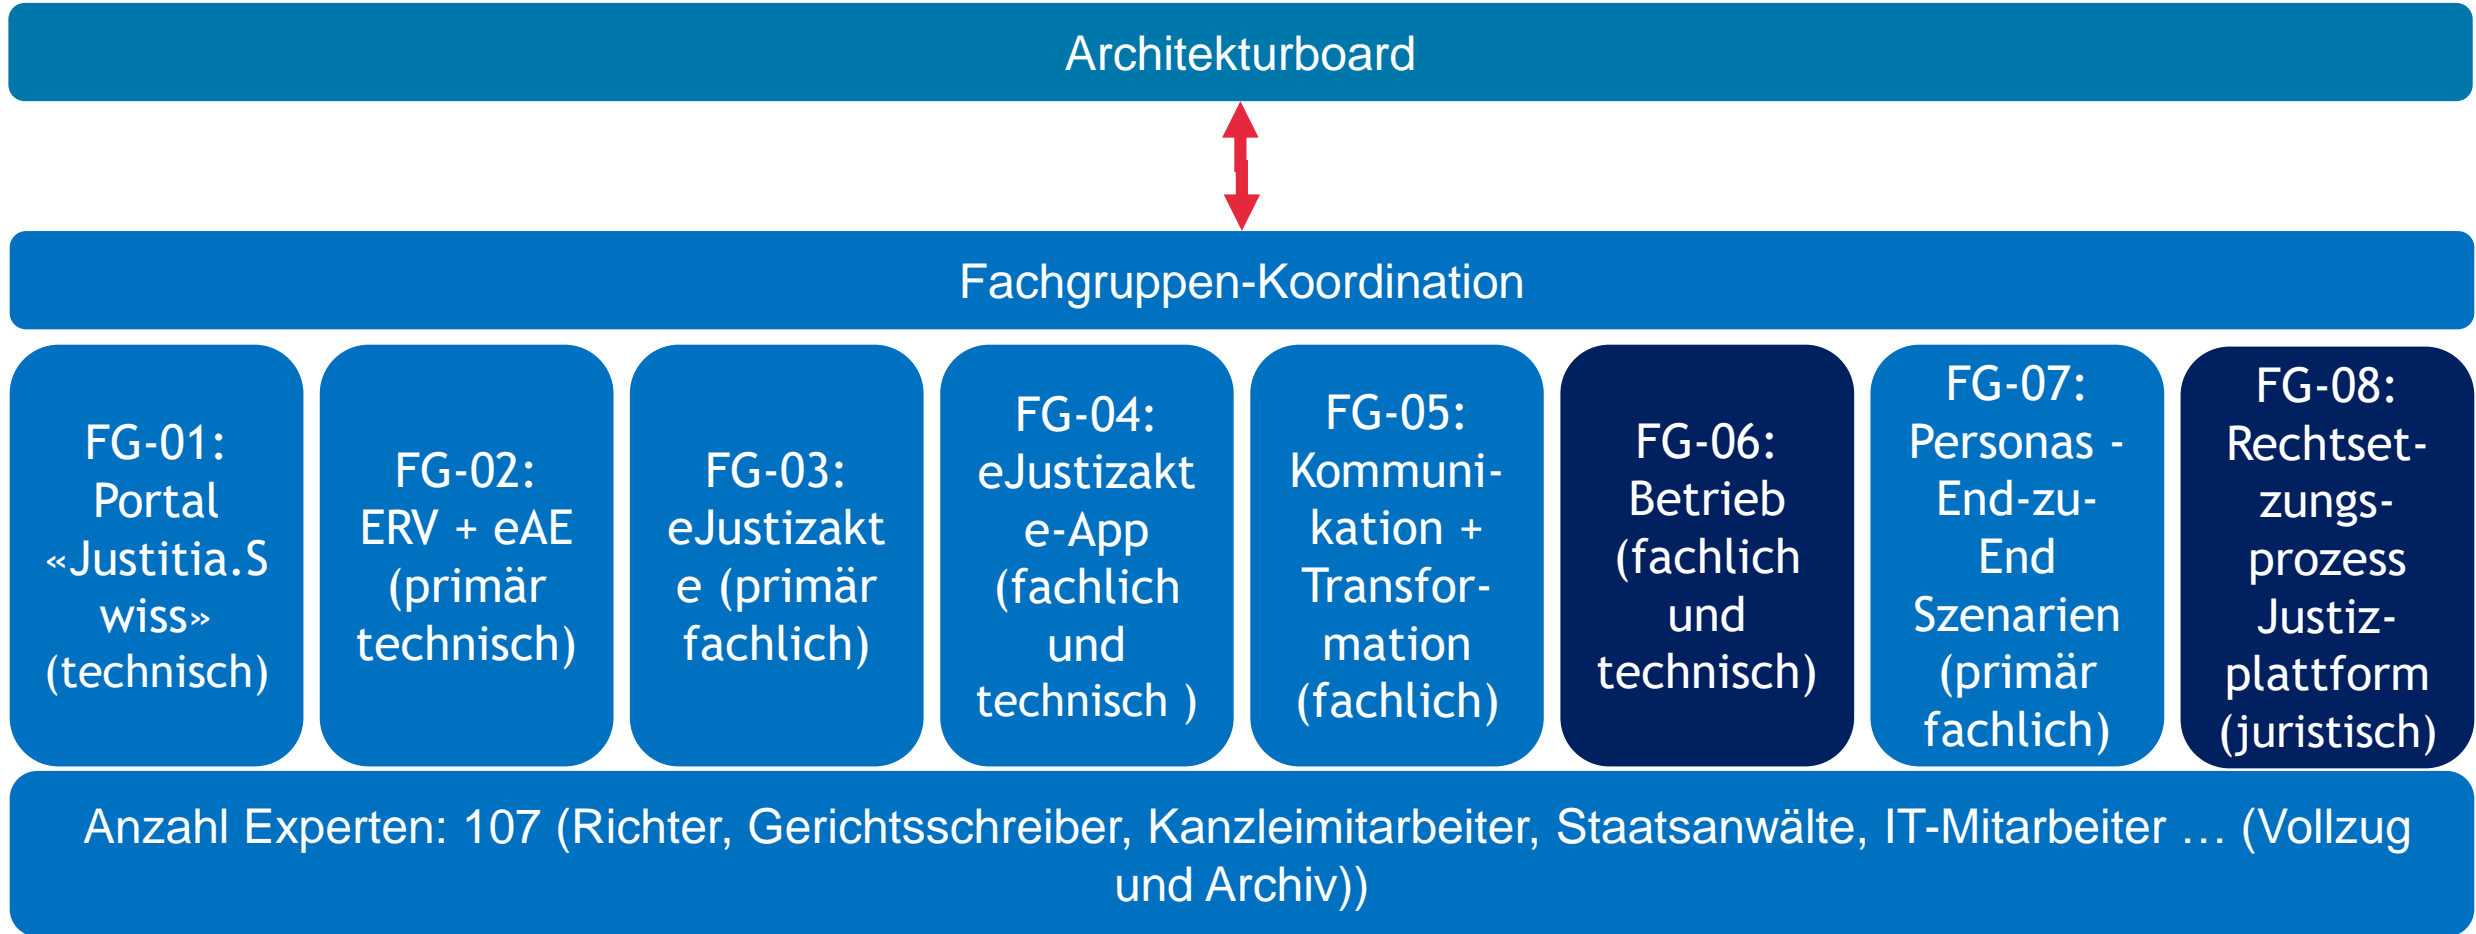 Architekturboard
Fachgruppen-Koordination
FG-01:
Portal
«Justitia.S
wiss»
(technisch)
FG-02:
ERV + eAE
(primär
technisch)
FG-03:
eJustizakt
e (primär
fachlich)
FG-04:
eJustizakt
e-App
(fachlich
und
technisch )
FG-05:
Kommuni-
kation +
Transfor-
mation
(fachlich)
FG-06:
Betrieb
(fachlich
und
technisch)
FG-07:
Personas -
End-zu-
End
Szenarien
(primär
fachlich)
FG-08:
Rechtset-
zungs-
prozess
Justiz-
plattform
(juristisch)
Anzahl Experten: 107 (Richter, Gerichtsschreiber, Kanzleimitarbeiter, Staatsanwälte, IT-Mitarbeiter … (Vollzug
und Archiv))